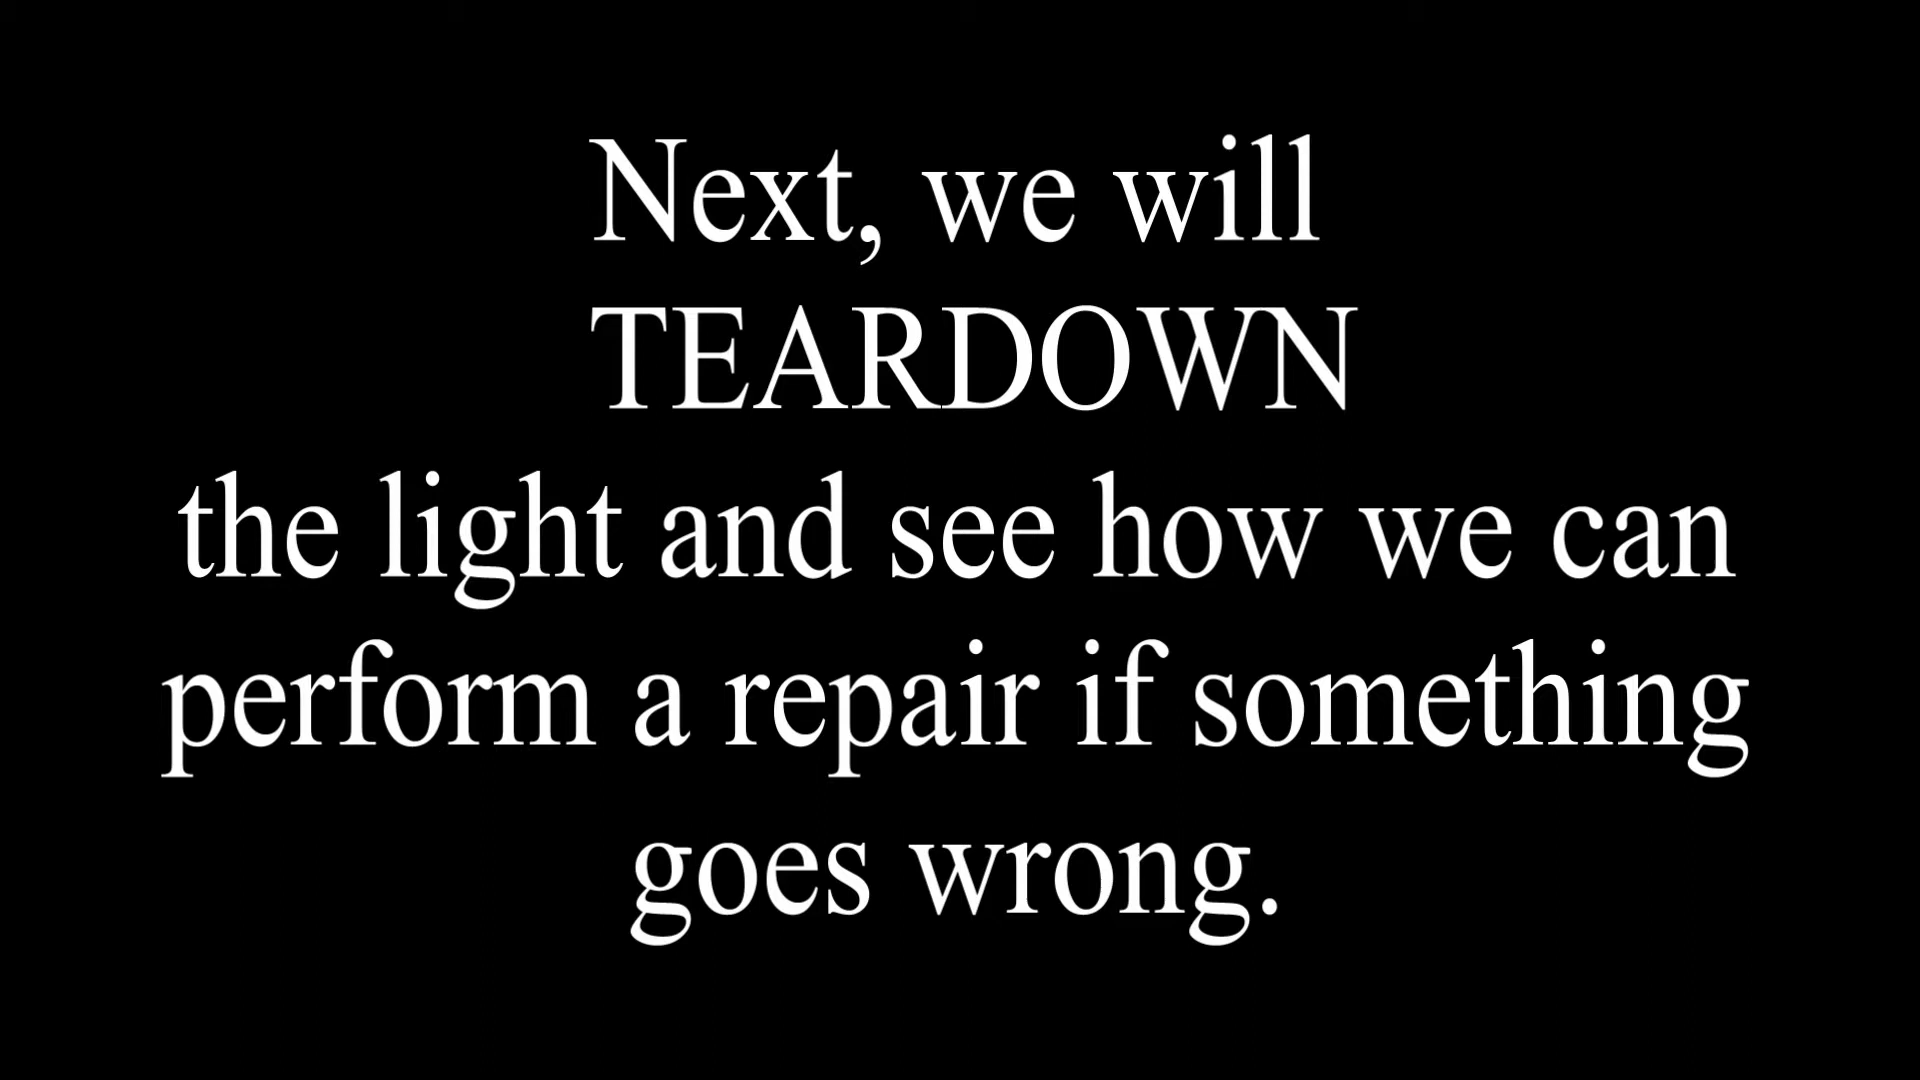 Next, we will
TEARDOWN
the light and see how we can
perform a repair if something
goes wrong.